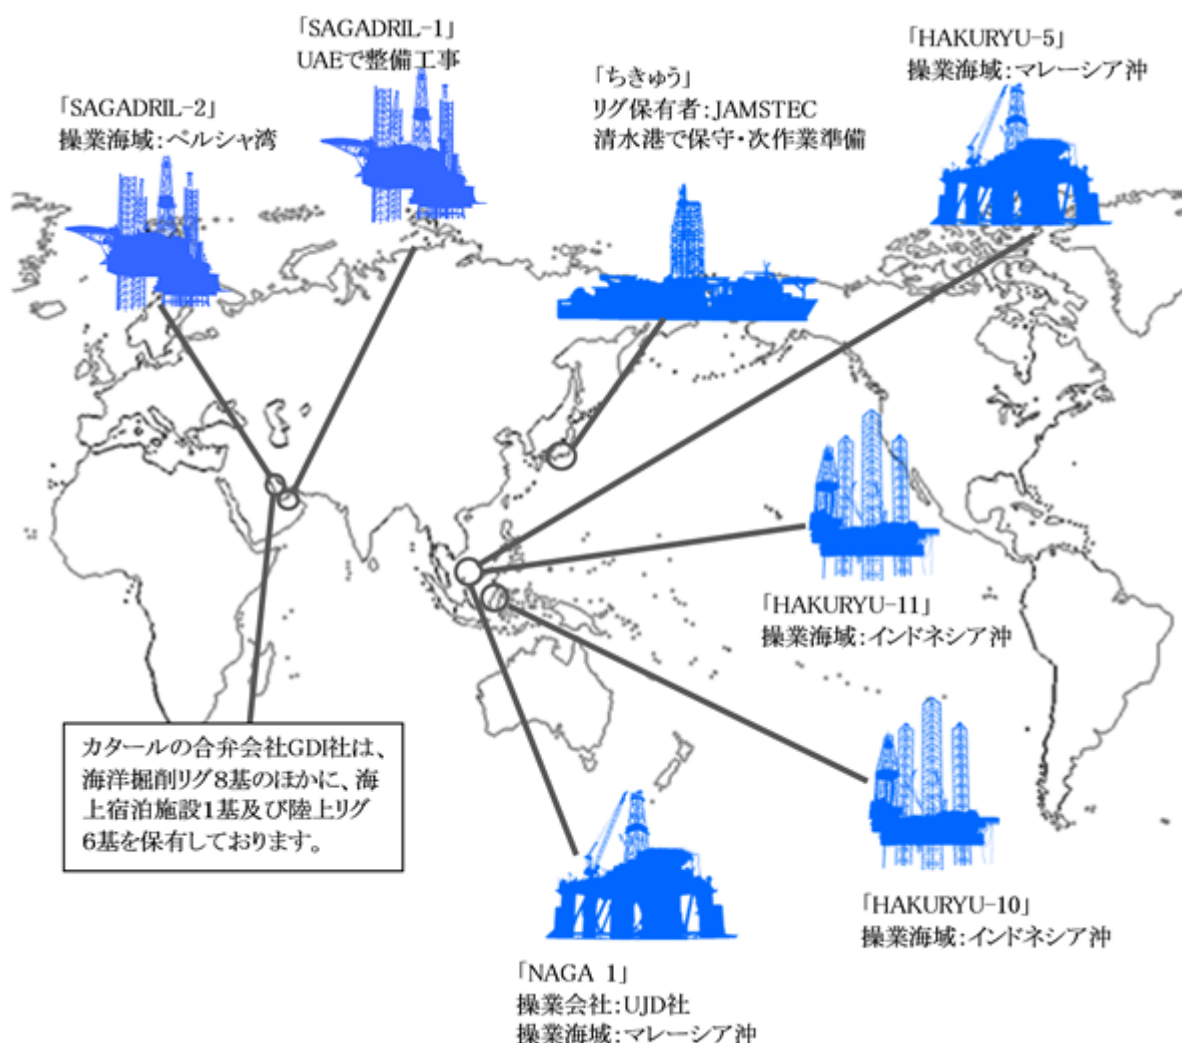 「SAGADRIL-1」
UAEで整備工事
「HAKURYU-5」
操業海域:マレーシア沖
「ちきゅう」
リグ保有者:JAMSTEC
清水港で保守・次作業準備
「SAGADRIL-2」
操業海域:ペルシャ湾
「HAKURYU-11」
操業海域:インドネシア沖
カタールの合弁会社GDI社は、
海洋掘削リグ8基のほかに、海
上宿泊施設1基及び陸上リグ
6基を保有しております。
「HAKURYU-10」
操業海域:インドネシア沖
「NAGA 1」
操業会社:UJD社
操業海域:マレーシア沖